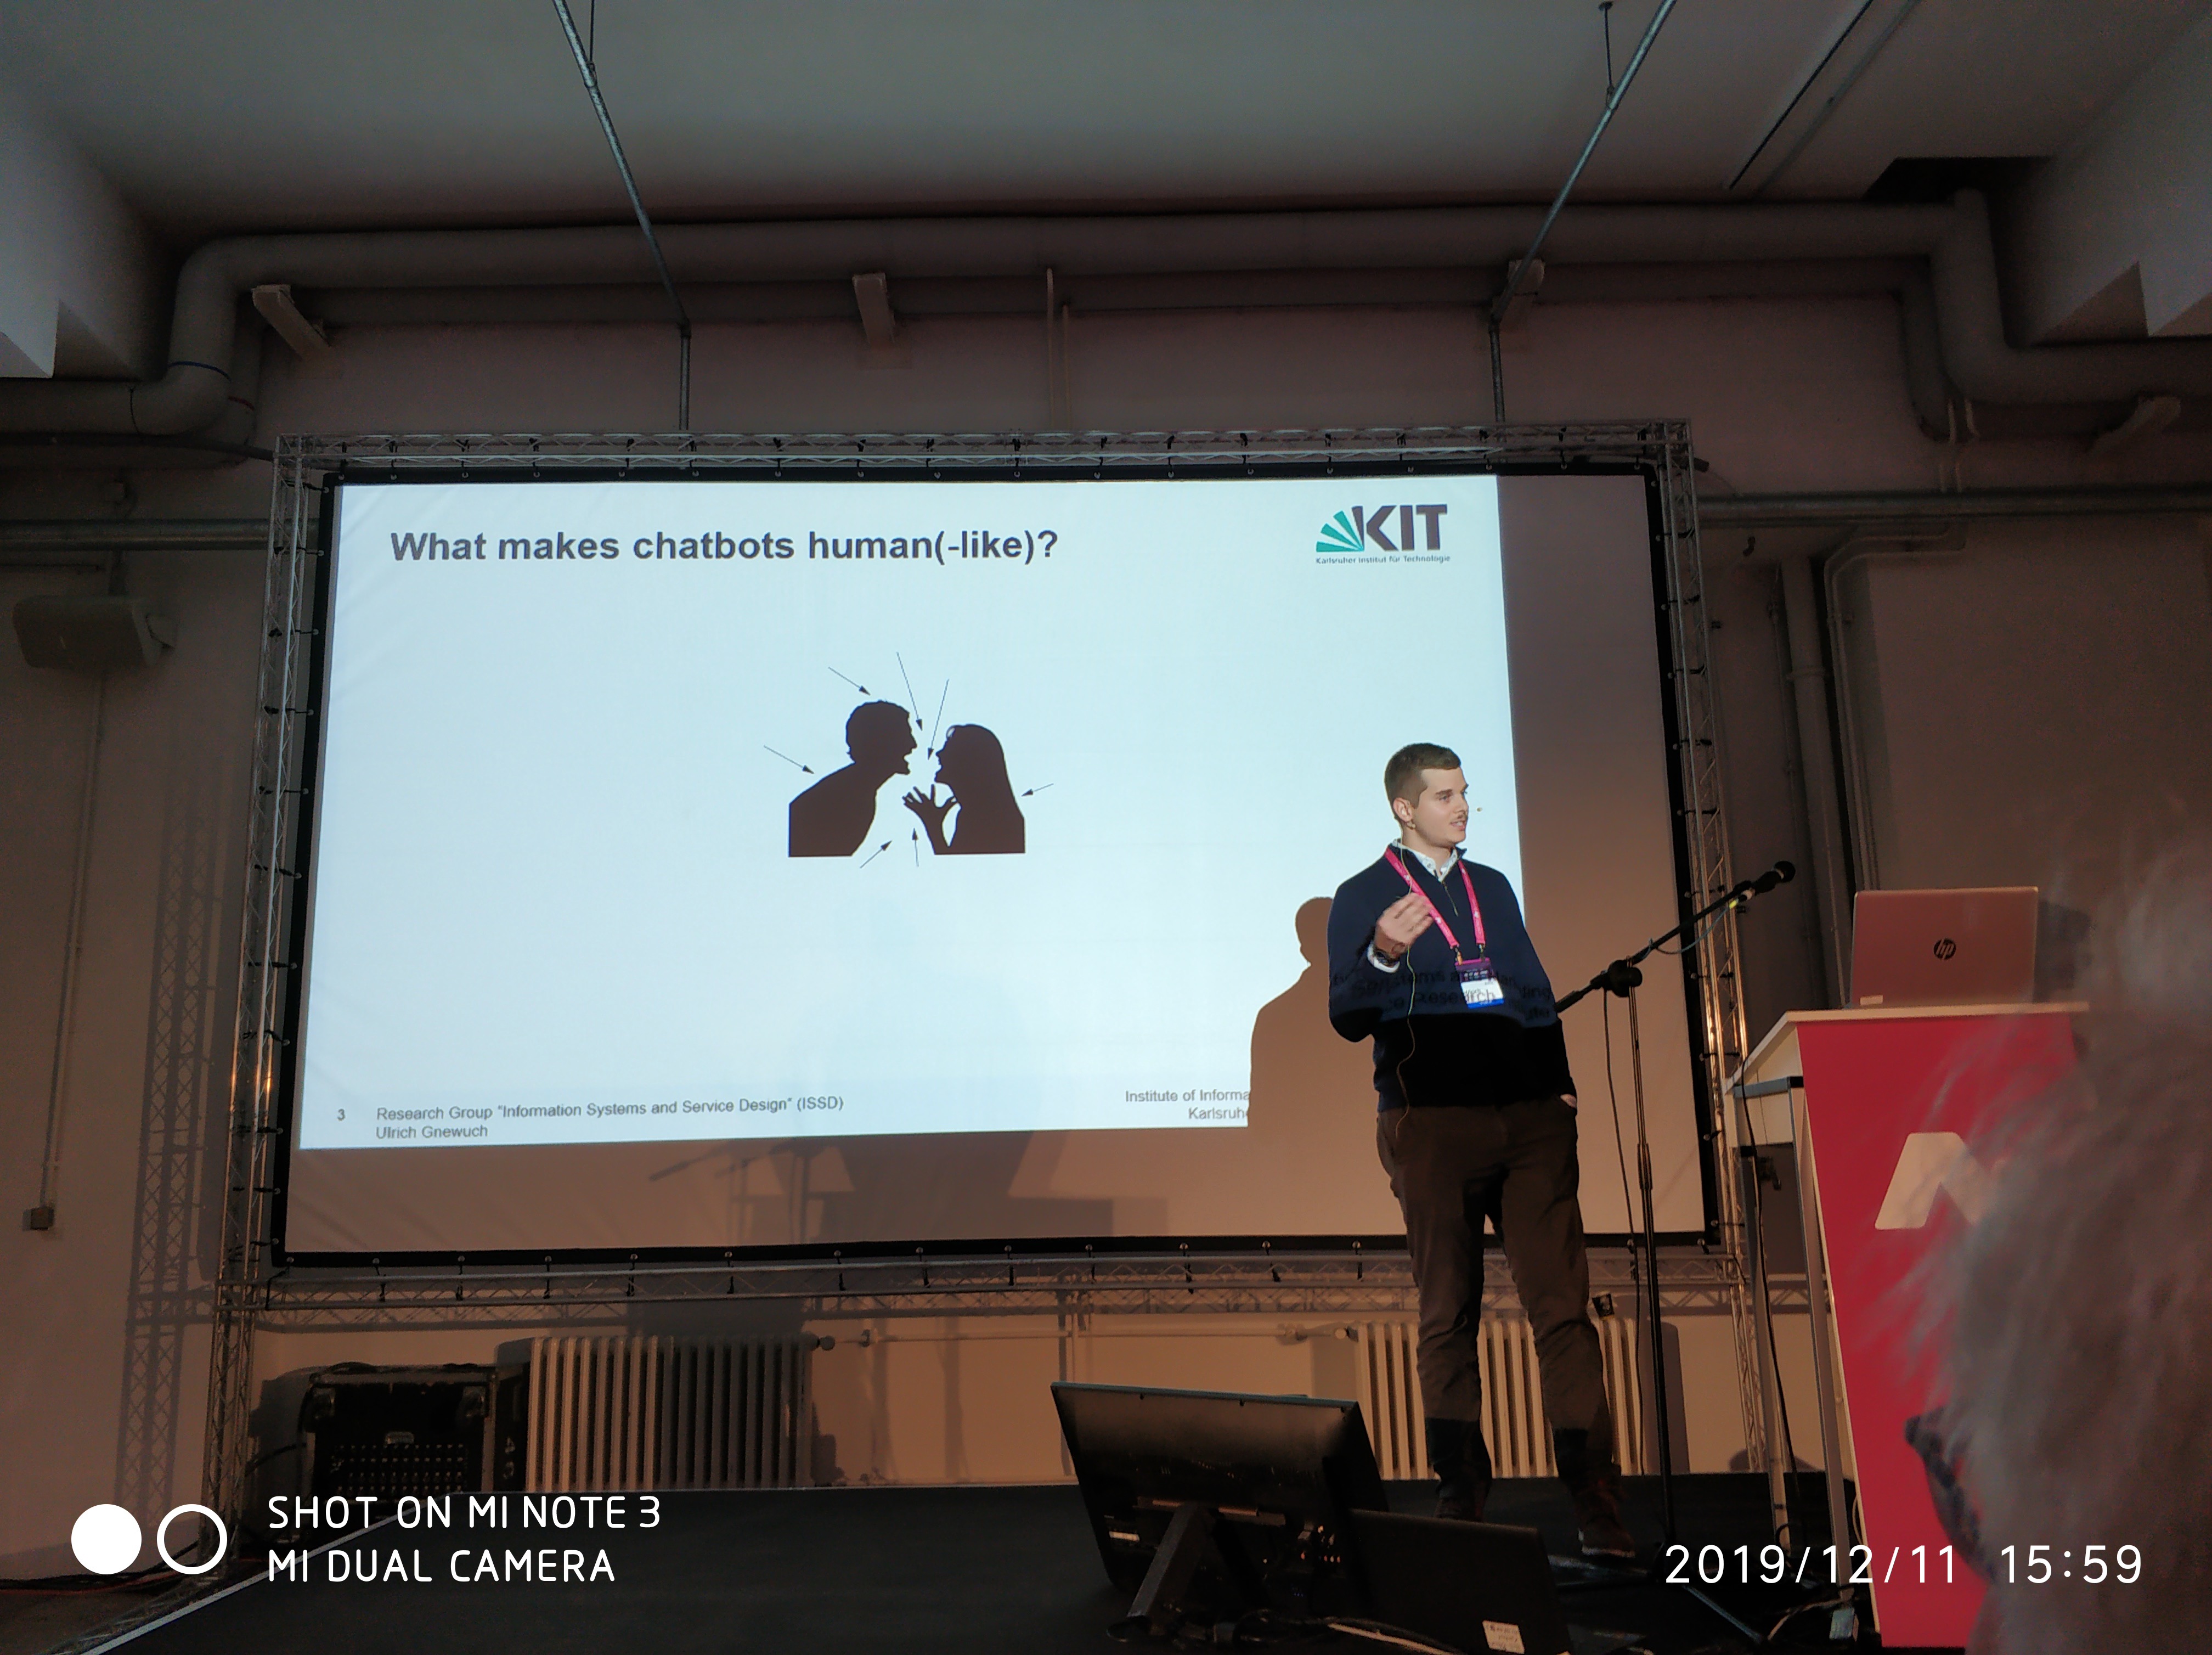 What makes chatbots human(-like)?
KIT
Karlsruher Institut für Technologie
3
Research Group "Information Systems and Service Design" (ISSD)
Ulrich Gnewuch
Institute of Informa
Karlsruh
Research
hp
SHOT ON MI NOTE 3
MI DUAL CAMERA
2019/12/11 15:59